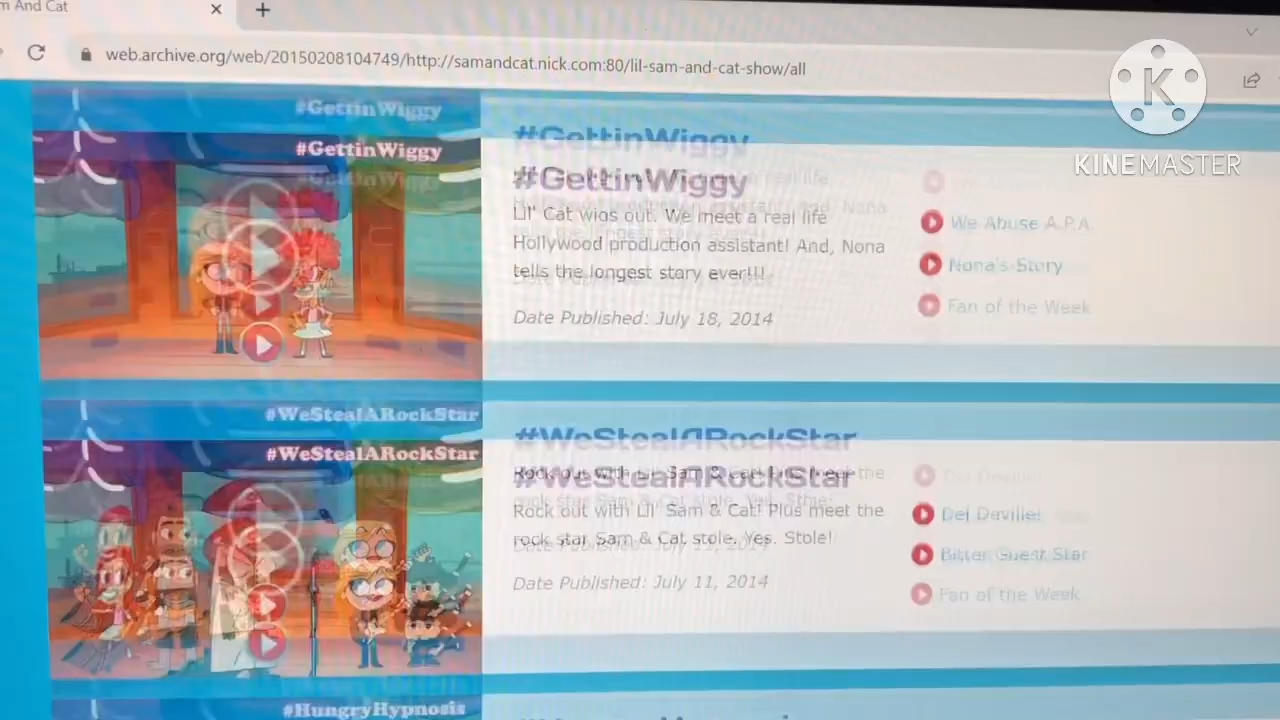 m And Cat
web.archive.org/web/20150208104749/http://samandcat.nick.com:80/lil-sam-and-cat-show/all
K
KINEMASTER
#GettinWiggy
#GettinWiggy
#GettinWiggy
#GettinWiggy
#GettinWiggy
Lil' Cat wigs out. We meet a real life
Hollywood production assistant! And, Nona
tells the longest story ever!!!
Date Published: July 18, 2014
We Abuse A P.A.
Nona's Story
Fan of the Week
#WeStealARockStar
#WeStealARockStar
#WeStealARockStar
#WeStealARockStar
Rock out with Lil' Sam & Cat! Plus meet the
rock star Sam & Cat stole. Yes. Stole!
Date Published: July 11, 2014
Del Deville!
Bitter Guest Star
Fan of the Week
#HungryHypnosis